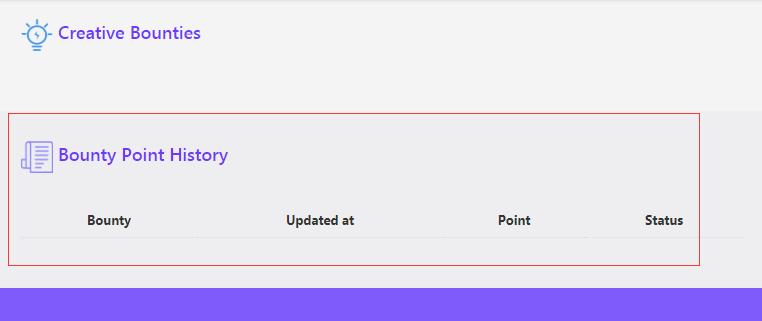 Creative Bounties
Bounty Point History
Bounty Updated at Point Status